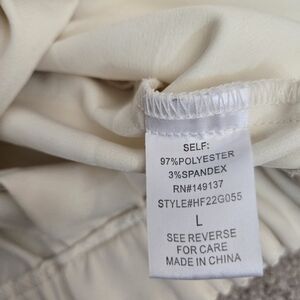 SELF:
97%POLYESTER
3%SPANDEX
RN#149137
STYLE#HF22G055
L
SEE REVERSE
FOR CARE
MADE IN CHINA